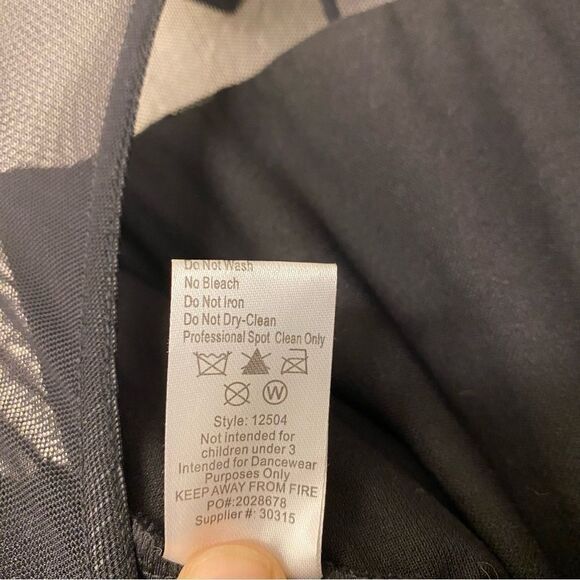 Do Not Wash
No Bleach
Do Not Iron
Do Not Dry-Clean
Professional Spot Clean Only
W
Style: 12504
Not intended for
children under 3
Intended for Dancewear
Purposes Only
KEEP AWAY FROM FIRE
PO#:2028678
Supplier #: 30315